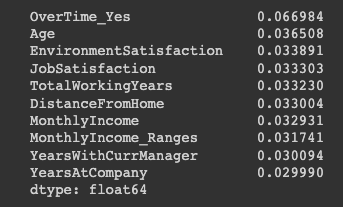 OverTime_Yes 0.066984
Age 0.036508
EnvironmentSatisfaction 0.033891
JobSatisfaction 0.033303
TotalWorkingYears 0.033230
DistanceFromHome 0.033004
MonthlyIncome 0.032931
MonthlyIncome_Ranges 0.031741
YearsWithCurrManager 0.030094
YearsAtCompany 0.029990
dtype: float64